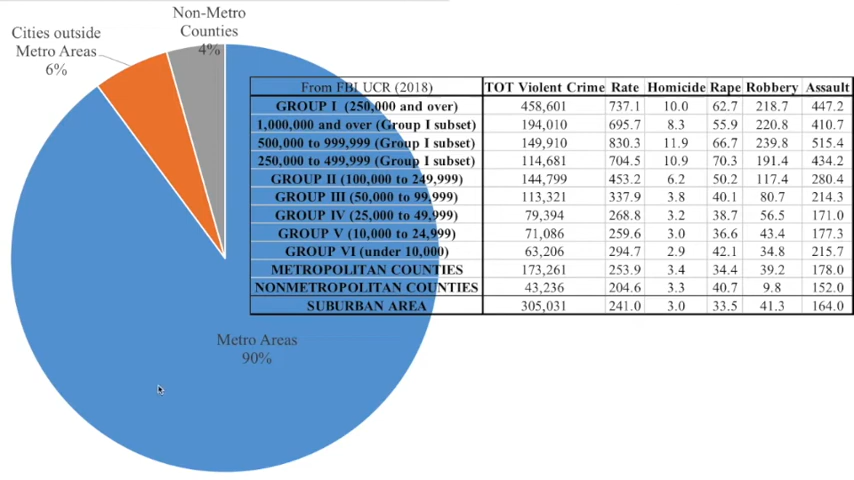 Non-Metro
Counties
4%
Cities outside
Metro Areas
6%
From FBI UCR (2018) TOT Violent Crime Rate Homicide Rape Robbery Assault
GROUP I (250,000 and over) 458,601 737.1 10.0 62.7 218.7 447.2
1,000,000 and over (Group I subset) 194,010 695.7 8.3 55.9 220.8 410.7
500,000 to 999,999 (Group I subset) 149,910 830.3 11.9 66.7 239.8 515.4
250,000 to 499,999 (Group I subset) 114,681 704.5 10.9 70.3 191.4 434.2
GROUP II (100,000 to 249,999) 144,799 453.2 6.2 50.2 117.4 280.4
GROUP III (50,000 to 99,999) 113,321 337.9 3.8 40.1 80.7 214.3
GROUP IV (25,000 to 49,999) 79,394 268.8 3.2 38.7 56.5 171.0
GROUP V (10,000 to 24,999) 71,086 259.6 3.0 36.6 43.4 177.3
GROUP VI (under 10,000) 63,206 294.7 2.9 42.1 34.8 215.7
METROPOLITAN COUNTIES 173,261 253.9 3.4 34.4 39.2 178.0
NONMETROPOLITAN COUNTIES 43,236 204.6 3.3 40.7 9.8 152.0
SUBURBAN AREA 305,031 241.0 3.0 33.5 41.3 164.0
Metro Areas
90%